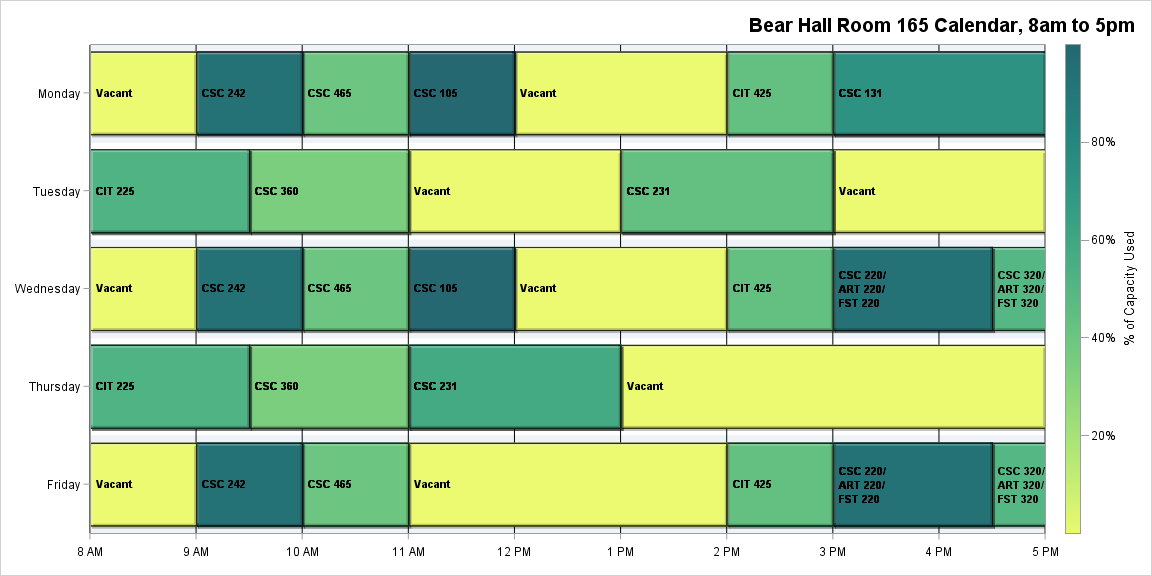 Bear Hall Room 165 Calendar, 8am to 5pm
Monday
Vacant
CSC 242
CSC 465
CSC 105
Vacant
CIT 425
CSC 131
Tuesday
CIT 225
CSC 360
Vacant
CSC 231
Vacant
Wednesday
Vacant
CSC 242
CSC 465
CSC 105
Vacant
CIT 425
CSC 220/
ART 220/
FST 220
CSC 320/
ART 320/
FST 320
Thursday
CIT 225
CSC 360
CSC 231
Vacant
Friday
Vacant
CSC 242
CSC 465
Vacant
CIT 425
CSC 220/
ART 220/
FST 220
CSC 320/
ART 320/
FST 320
8 AM
9 AM
10 AM
11 AM
12 PM
1 PM
2 PM
3 PM
4 PM
5 PM
80%
60%
40%
20%
% of Capacity Used